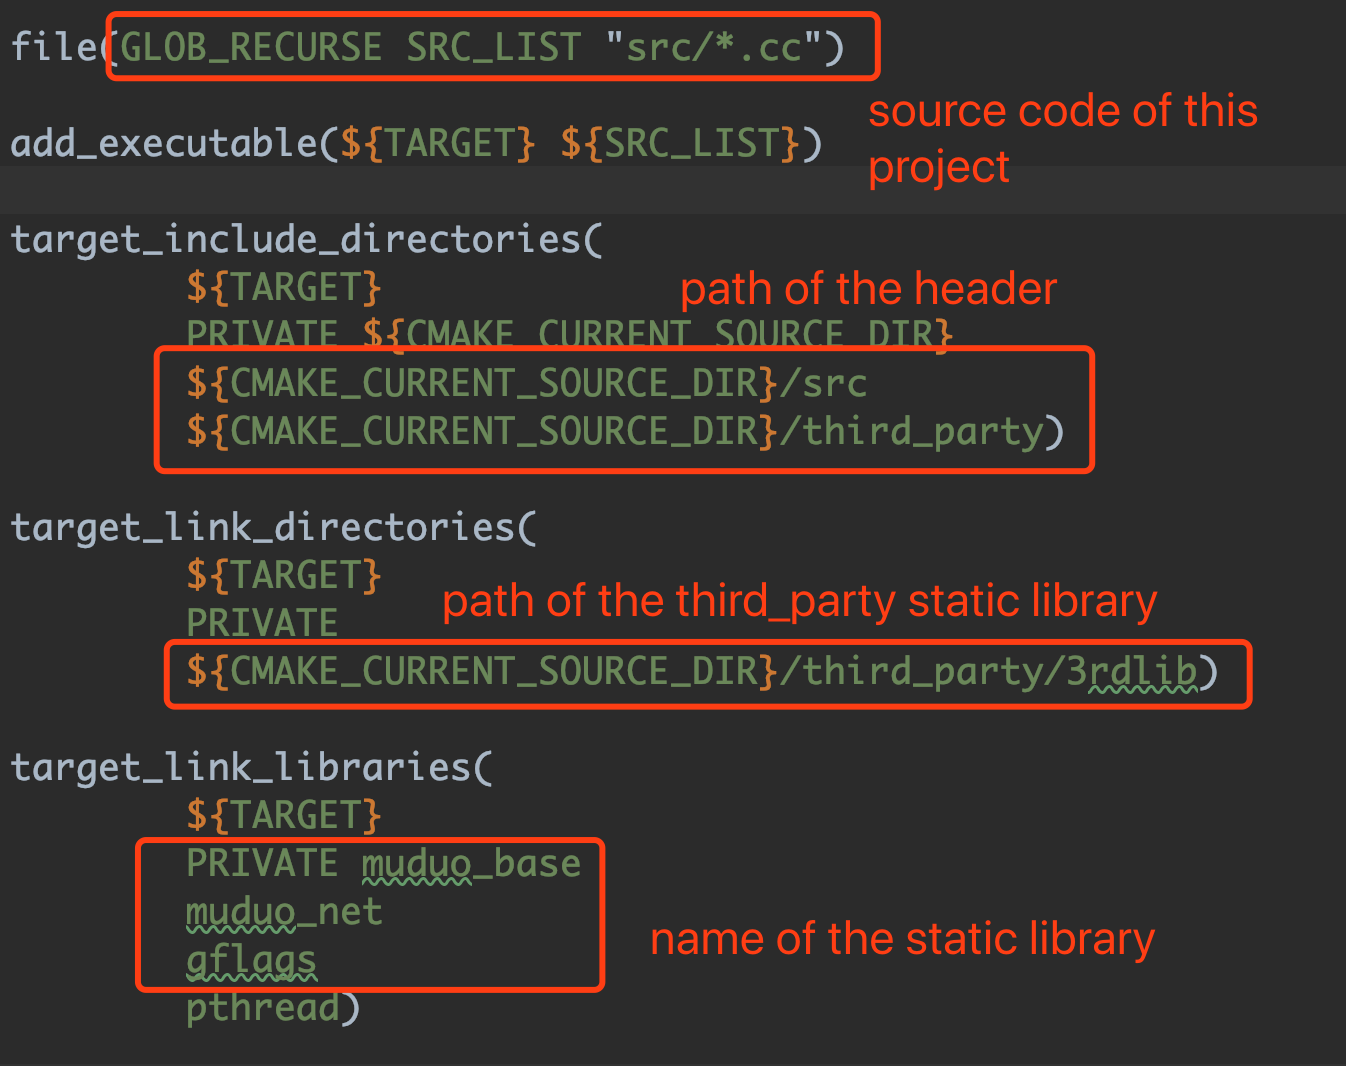 file(GLOB_RECURSE SRC_LIST "src/*.cc")
source code of this
project
add_executable(${TARGET} ${SRC_LIST})
target_include_directories(
${TARGET}
path of the header
PRIVATE ${CMAKE_CURRENT_SOURCE_DIR}
${CMAKE_CURRENT_SOURCE_DIR}/src
${CMAKE_CURRENT_SOURCE_DIR}/third_party)
target_link_directories(
${TARGET}
path of the third_party static library
PRIVATE
${CMAKE_CURRENT_SOURCE_DIR}/third_party/3rdlib)
target_link_libraries(
${TARGET}
PRIVATE muduo_base
muduo_net
gflags
name of the static library
pthread)